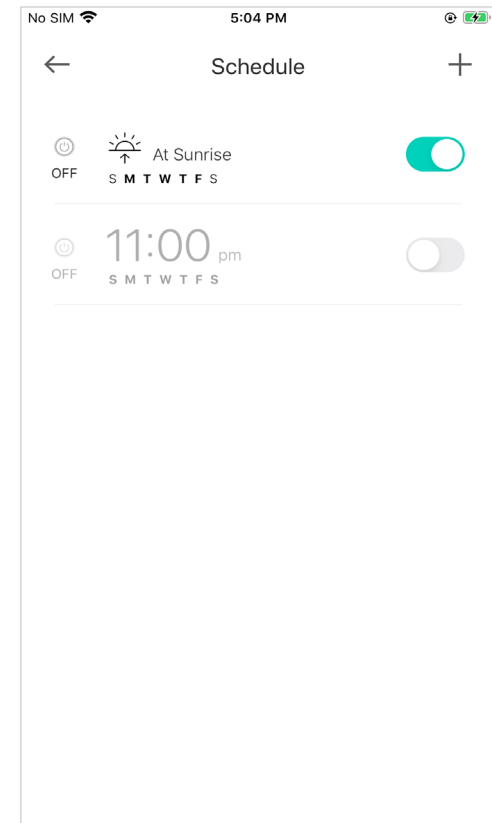 No SIM 5:04 PM
Schedule
At Sunrise
OFF
S M T W T F S
11:00 pm
OFF
S M T W T F S